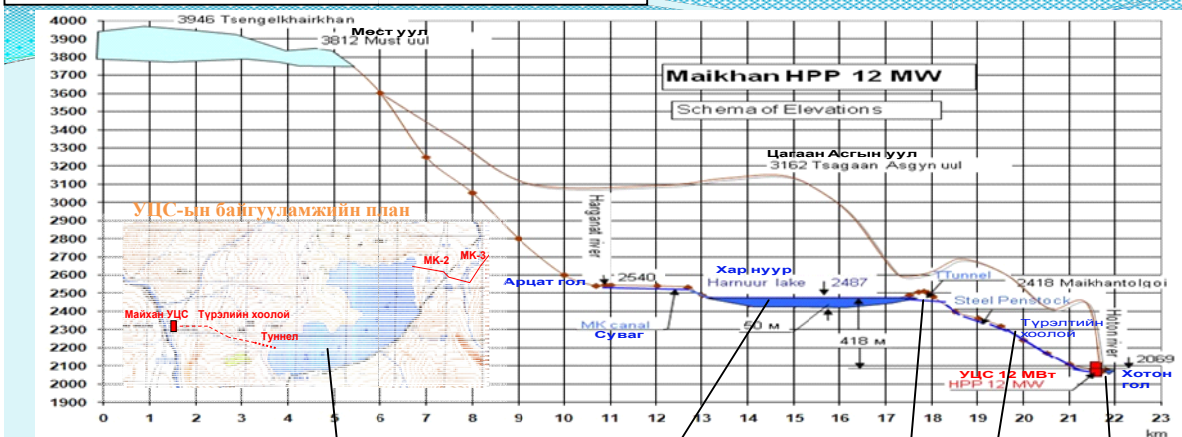 3946 Tsengelkhairkhan
Мөст уул
3812 Must uul
Maikhan HPP 12 MW
Schema of Elevations
Цагаан Асгын уул
3162 Tsagaan Asgyn uul
Harganat river
УЦС-ын байгууламжийн план
МК-2
МК-3
Майхан УЦС
Түрэлийн хоолой
Туннел
Арцат гол
2540
MK canal
Суваг
Хар нуур
Harnuur lake
2487
50 м
418 м
TTunnel
2418 Maikhantolgoi
Steel Penstock
Түрэлтийн
хоолой
Hoton river
2069
УЦС 12 МВт
HPP 12 MW
Хотон
гол
4000
3900
3800
3700
3600
3500
3400
3300
3200
3100
3000
2900
2800
2700
2600
2500
2400
2300
2200
2100
2000
1900
0 1 2 3 4 5 6 7 8 9 10 11 12 13 14 15 16 17 18 19 20 21 22 23
km